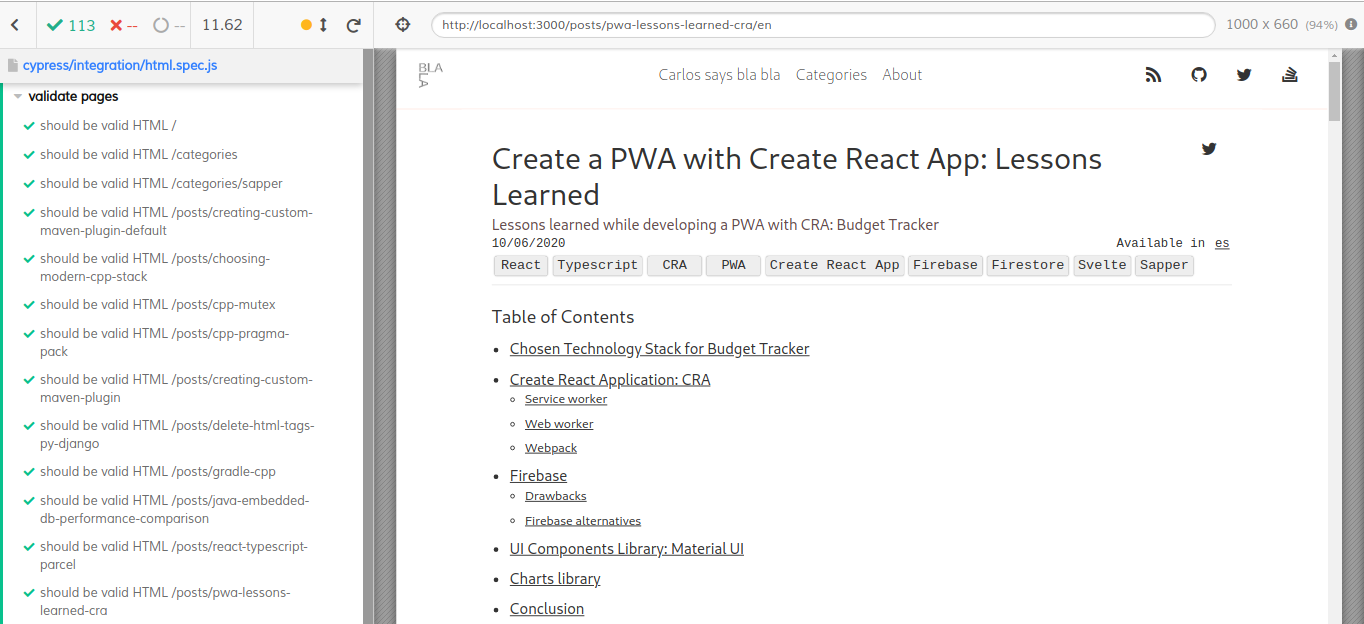 113 -- -- 11.62
http://localhost:3000/posts/pwa-lessons-learned-cra/en
1000 x 660 (94%)
cypress/integration/html.spec.js
validate pages
should be valid HTML /
should be valid HTML /categories
should be valid HTML /categories/sapper
should be valid HTML /posts/creating-custom-
maven-plugin-default
should be valid HTML /posts/choosing-
modern-cpp-stack
should be valid HTML /posts/cpp-mutex
should be valid HTML /posts/cpp-pragma-
pack
should be valid HTML /posts/creating-custom-
maven-plugin
should be valid HTML /posts/delete-html-tags-
py-django
should be valid HTML /posts/gradle-cpp
should be valid HTML /posts/java-embedded-
db-performance-comparison
should be valid HTML /posts/react-typescript-
parcel
should be valid HTML /posts/pwa-lessons-
learned-cra
BLA
LA
Carlos says bla bla Categories About
Create a PWA with Create React App: Lessons
Learned
Lessons learned while developing a PWA with CRA: Budget Tracker
10/06/2020 Available in es
React Typescript CRA PWA Create React App Firebase Firestore Svelte Sapper
Table of Contents
Chosen Technology Stack for Budget Tracker
Create React Application: CRA
Service worker
Web worker
Webpack
Firebase
Drawbacks
Firebase alternatives
UI Components Library: Material UI
Charts library
Conclusion